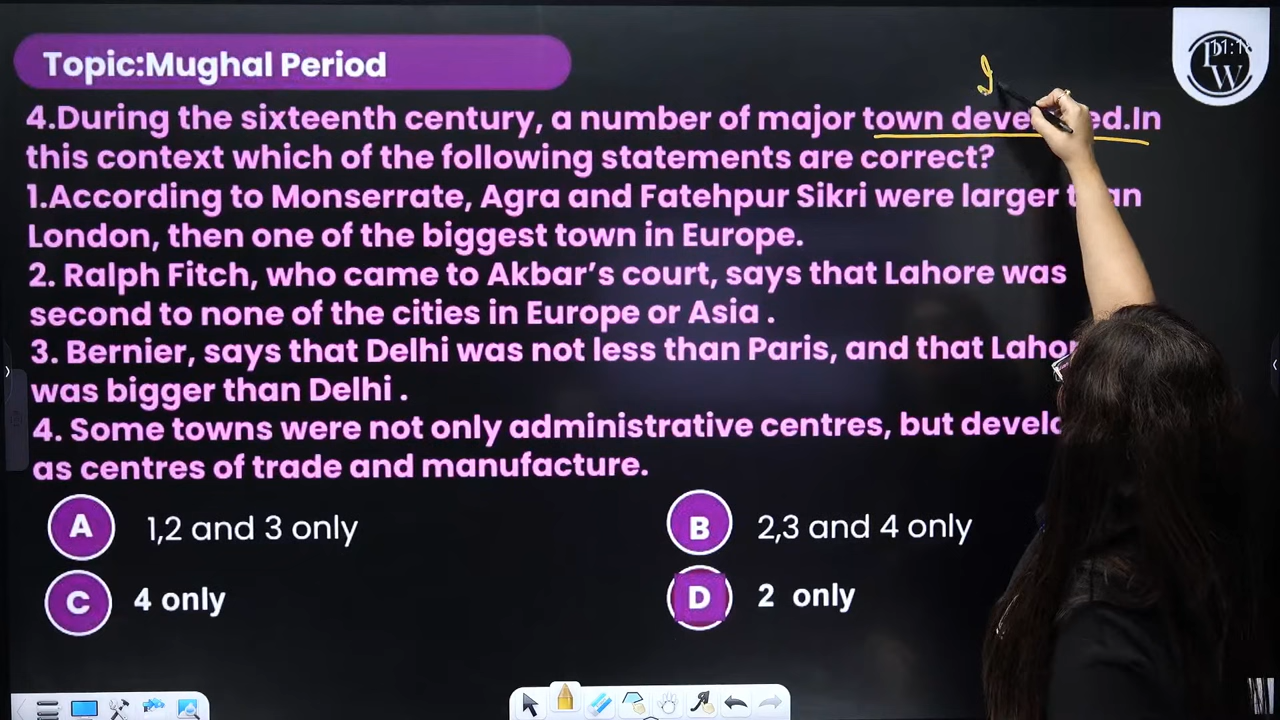 Topic:Mughal Period
4.During the sixteenth century, a number of major town In
this context which of the following statements are correct?
1.According to Monserrate, Agra and Fatehpur Sikri were larger
London, then one of the biggest town in Europe.
2. Ralph Fitch, who came to Akbar's court, says that Lahore was
second to none of the cities in Europe or Asia .
3. Bernier, says that Delhi was not less than Paris, and that
was bigger than Delhi .
4. Some towns were not only administrative centres, but
as centres of trade and manufacture.
A 1,2 and 3 only
B 2,3 and 4 only
C 4 only
D 2 only